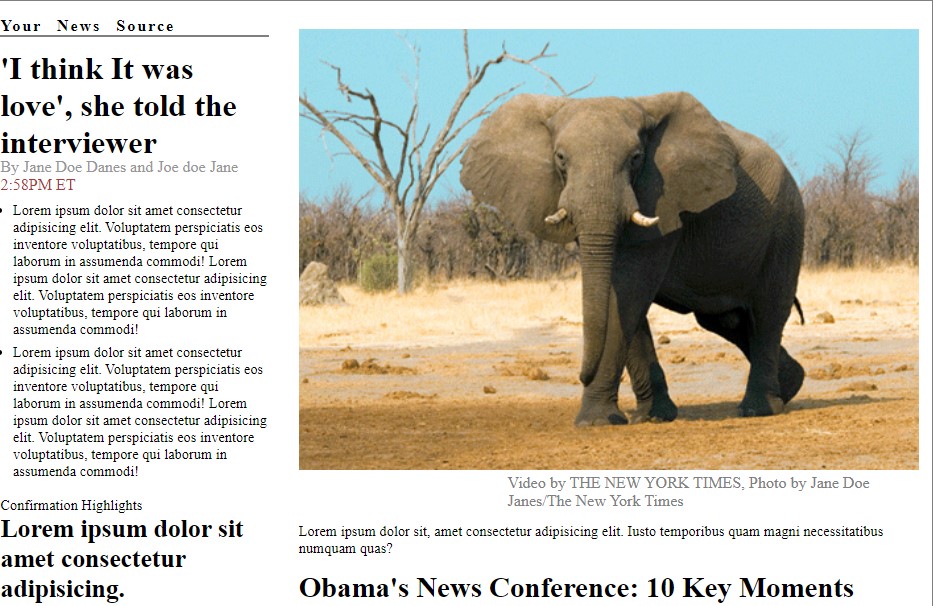 Your News Source
'I think It was
love', she told the
interviewer
By Jane Doe Danes and Joe doe Jane
2:58PM ET
Lorem ipsum dolor sit amet consectetur
adipisicing elit. Voluptatem perspiciatis eos
inventore voluptatibus, tempore qui
laborum in assumenda commodi! Lorem
ipsum dolor sit amet consectetur adipisicing
elit. Voluptatem perspiciatis eos inventore
voluptatibus, tempore qui laborum in
assumenda commodi!
Lorem ipsum dolor sit amet consectetur
adipisicing elit. Voluptatem perspiciatis eos
inventore voluptatibus, tempore qui
laborum in assumenda commodi! Lorem
ipsum dolor sit amet consectetur adipisicing
elit. Voluptatem perspiciatis eos inventore
voluptatibus, tempore qui laborum in
assumenda commodi!
Confirmation Highlights
Lorem ipsum dolor sit
amet consectetur
adipisicing.
Video by THE NEW YORK TIMES, Photo by Jane Doe
Janes/The New York Times
Lorem ipsum dolor sit, amet consectetur adipisicing elit. Iusto temporibus quam magni necessitatibus
numquam quas?
Obama's News Conference: 10 Key Moments